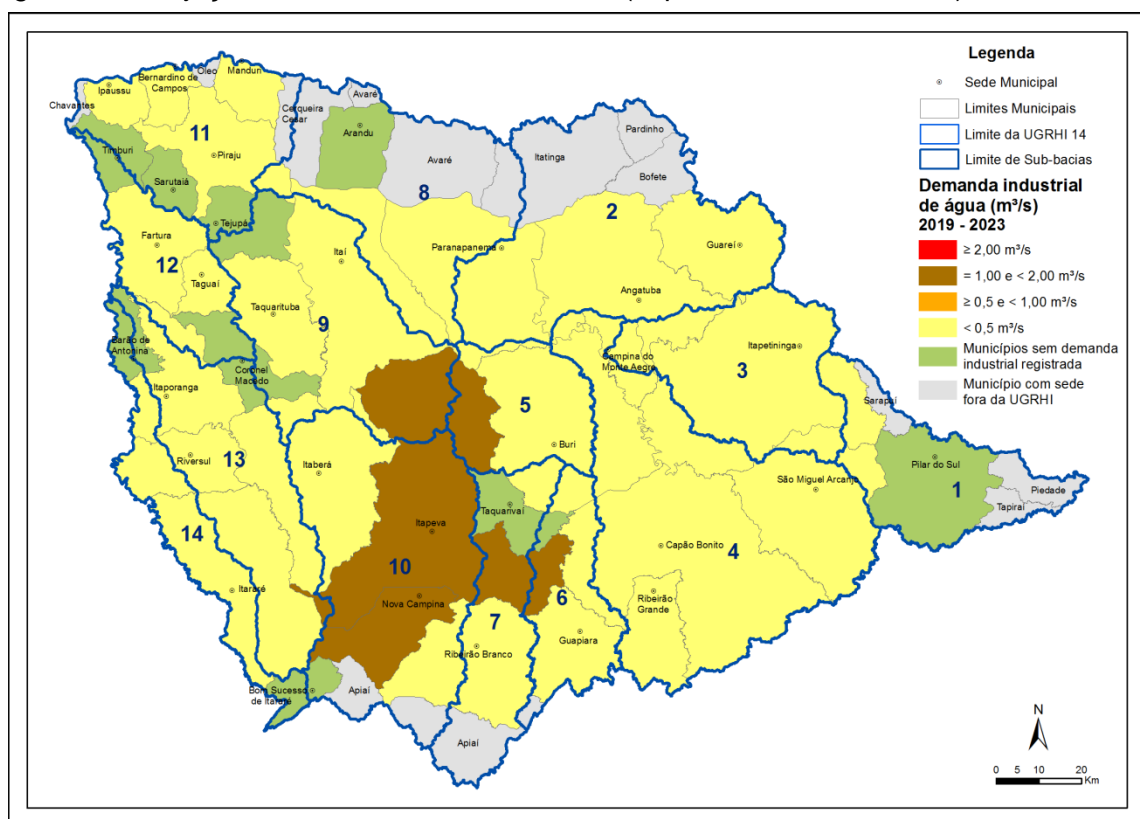 Legenda
Sede Municipal
Limites Municipais
Limite da UGRHI 14
Limite de Sub-bacias
Demanda industrial
de água (m³/s)
2019 - 2023
≥ 2,00 m³/s
= 1,00 e < 2,00 m³/s
≥ 0,5 e < 1,00 m³/s
< 0,5 m³/s
Municípios sem demanda
industrial registrada
Município com sede
fora da UGRHI
Chavantes
Ipaussu
Bernardino de
Campos
Óleo
Manduri
Cerqueira
Cesar
Avaré
Arandu
11
Timburi
Piraju
Sarutaiá
Tejupá
8
Avaré
Itatinga
Pardinho
Bofete
2
Guareí
Fartura
12
Taguaí
Itaí
Paranapanema
Angatuba
Taquarituba
9
Barão de
Antonina
Coronel
Macedo
Campina do
Monte Alegre
Itapetininga
3
5
Buri
Sarapuí
Itaporanga
Riversul
13
Itaberá
Pilar do Sul
1
Piedade
Tapiraí
São Miguel Arcanjo
Taquarivaí
Itapeva
14
10
Capão Bonito
4
Itararé
Nova Campina
6
Ribeirão
Grande
7
Guapiara
Ribeirão Branco
Bom Sucesso
de Itararé
Apiaí
Apiaí
N
0 5 10 20
Km